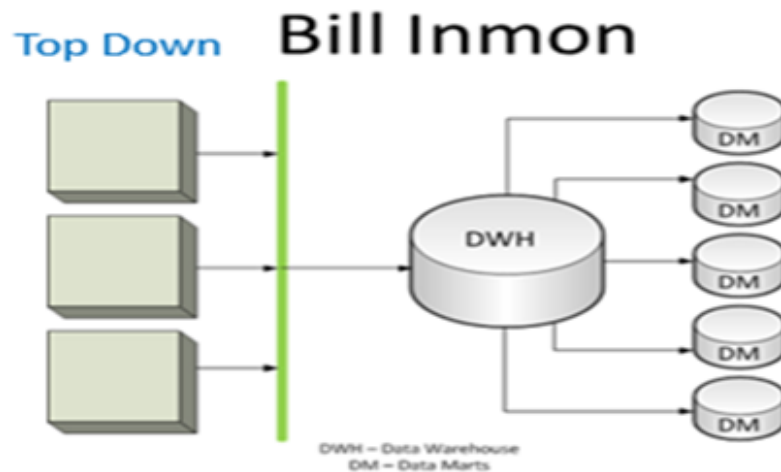 Top Down
Bill Inmon
DM
DM
DWH
DM
DM
DM
DWH – Data Warehouse
DM – Data Marts